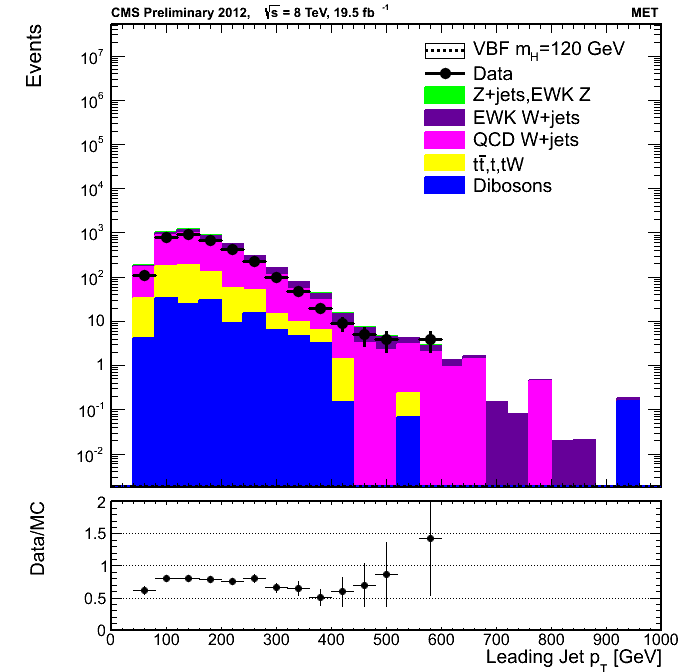 CMS Preliminary 2012, √s = 8 TeV, 19.5 fb⁻¹ MET
Events
10⁷
10⁶
10⁵
10⁴
10³
10²
10
1
10⁻¹
10⁻²
VBF m_H=120 GeV
Data
Z+jets,EWK Z
EWK W+jets
QCD W+jets
tt̄,t,tW
Dibosons
Data/MC
2
1.5
1
0.5
0
0 100 200 300 400 500 600 700 800 900 1000
Leading Jet p_T [GeV]